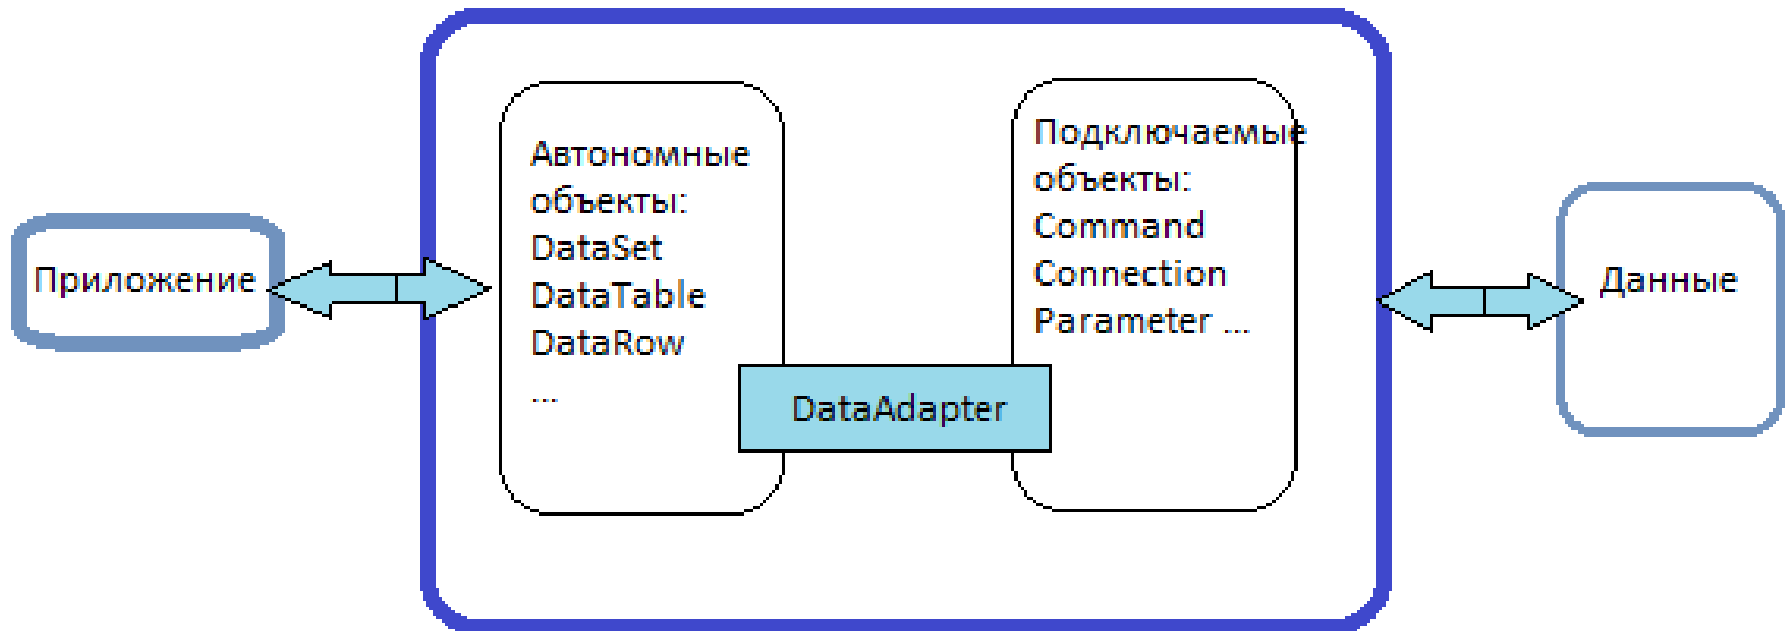 Приложение
Автономные
объекты:
DataSet
DataTable
DataRow
...
DataAdapter
Подключаемые
объекты:
Command
Connection
Parameter ...
Данные